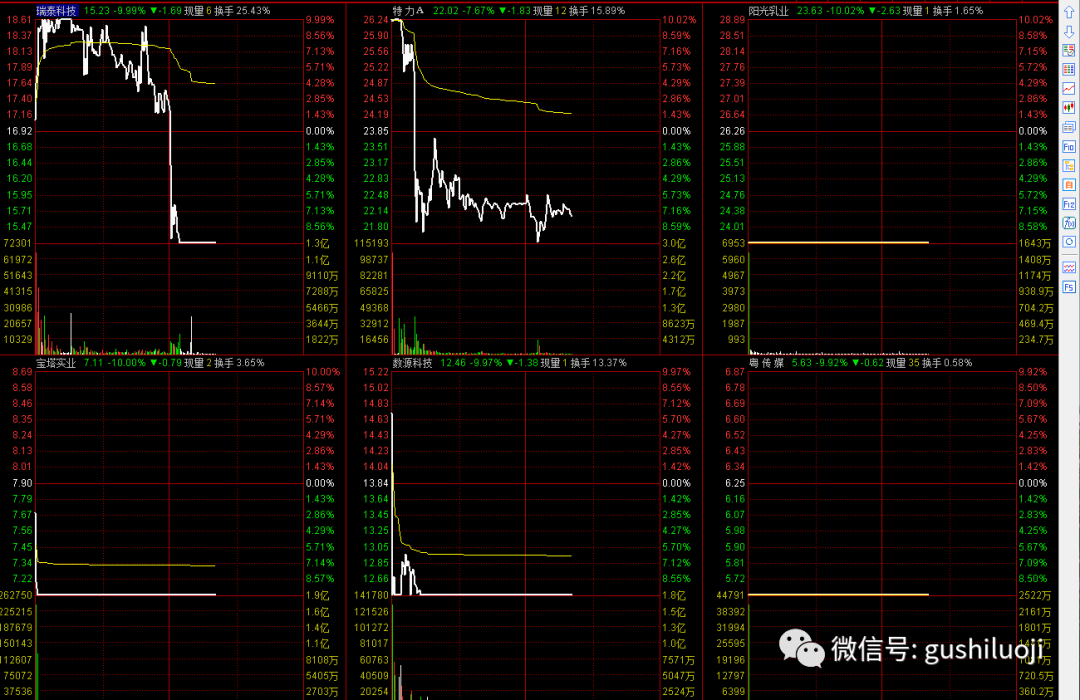 瑞泰科技 15.23 -9.99% ▼-1.69 现量 6 换手 25.43%
18.61 9.99%
18.37 8.56%
18.13 7.13%
17.89 5.71%
17.64 4.28%
17.40 2.85%
17.16 1.43%
16.92 0.00%
16.68 1.43%
16.44 2.85%
16.20 4.28%
15.95 5.71%
15.71 7.13%
15.47 8.56%
72301 1.3亿
61972 1.1亿
51643 9110万
41315 7288万
30986 5466万
20657 3644万
10329 1822万
特力A 22.02 -7.67% ▼-1.83 现量 12 换手 15.89%
26.24 10.02%
25.90 8.59%
25.56 7.16%
25.22 5.73%
24.87 4.29%
24.53 2.86%
24.19 1.43%
23.85 0.00%
23.51 1.43%
23.17 2.86%
22.83 4.29%
22.48 5.73%
22.14 7.16%
21.80 8.59%
115193 3.0亿
98737 2.6亿
82281 2.2亿
65825 1.7亿
49368 1.3亿
32912 8623万
16456 4312万
阳光乳业 23.63 -10.02% ▼-2.63 现量 1 换手 1.65%
28.89 10.02%
28.51 8.59%
28.14 7.15%
27.76 5.72%
27.39 4.29%
27.01 2.86%
26.64 1.43%
26.26 0.00%
25.88 1.43%
25.51 2.86%
25.13 4.29%
24.76 5.72%
24.38 7.15%
24.01 8.58%
6953 1643万
5960 1408万
4967 1174万
3973 938.9万
2980 704.2万
1987 469.4万
993 234.7万
宝塔实业 7.11 -10.00% ▼-0.79 现量 2 换手 3.65%
8.69 10.00%
8.58 8.57%
8.46 7.14%
8.35 5.71%
8.24 4.29%
8.13 2.86%
8.01 1.43%
7.90 0.00%
7.79 1.43%
7.67 2.86%
7.56 4.29%
7.45 5.71%
7.34 7.14%
7.22 8.57%
262750 1.9亿
225215 1.6亿
187679 1.4亿
150143 1.1亿
112607 8108万
75072 5405万
37536 2703万
数源科技 12.46 -9.97% ▼-1.38 现量 1 换手 13.37%
15.22 9.97%
15.02 8.55%
14.83 7.12%
14.63 5.70%
14.43 4.27%
14.23 2.85%
14.04 1.42%
13.84 0.00%
13.64 1.42%
13.45 2.85%
13.25 4.27%
13.05 5.70%
12.85 7.12%
12.66 8.55%
141780 1.8亿
121526 1.5亿
101272 1.3亿
81017 1.0亿
60763 7571万
40509 5047万
20254 2524万
粤传媒 5.63 -9.92% ▼-0.62 现量 35 换手 0.58%
6.87 9.92%
6.78 8.50%
6.69 7.09%
6.60 5.67%
6.52 4.25%
6.43 2.83%
6.34 1.42%
6.25 0.00%
6.16 1.42%
6.07 2.83%
5.98 4.25%
5.90 5.67%
5.81 7.09%
5.72 8.50%
44791 2522万
38392 2161万
31994 1801万
25595
19196
12797 720.5万
6399 360.2万
微信号: gushiluoji
F10
自
F12
f(x)
F5